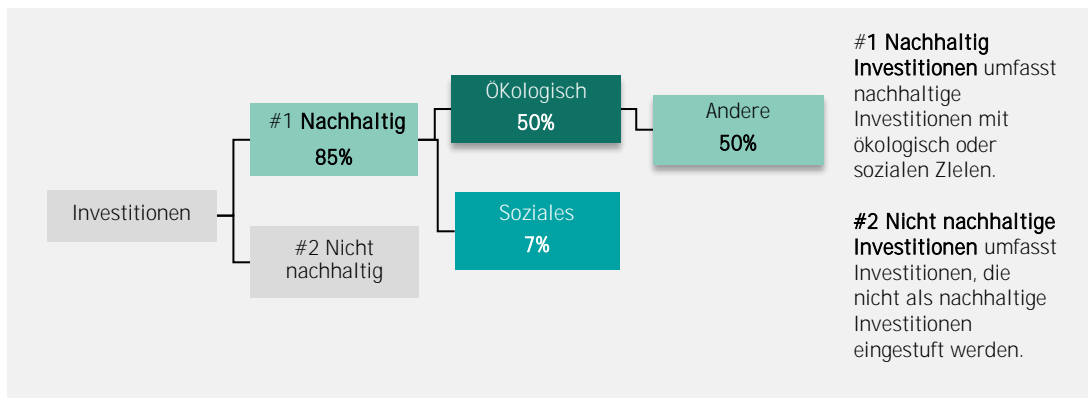 Investitionen
#1 Nachhaltig
85%
#2 Nicht
nachhaltig
ÖKologisch
50%
Soziales
7%
Andere
50%
#1 Nachhaltig
Investitionen umfasst
nachhaltige
Investitionen mit
ökologisch oder
sozialen ZIelen.
#2 Nicht nachhaltige
Investitionen umfasst
Investitionen, die
nicht als nachhaltige
Investitionen
eingestuft werden.